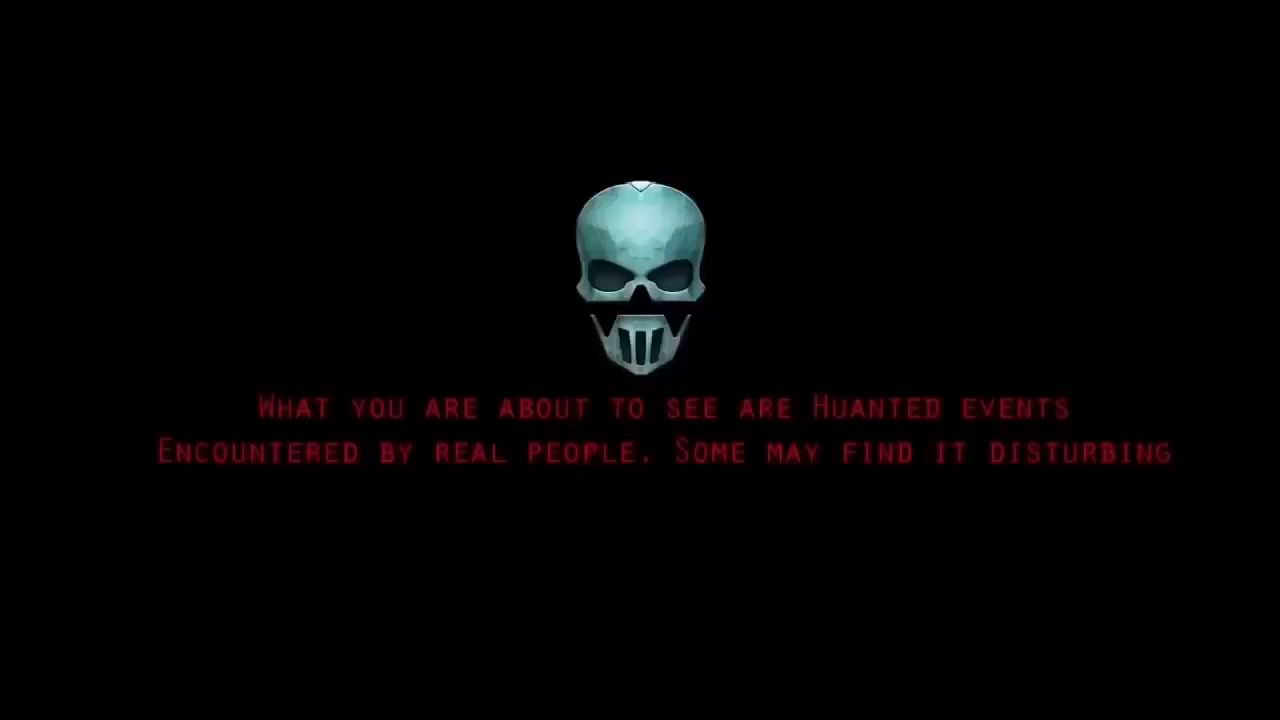 What you are about to see are Huanted events
Encountered by real people. Some may find it disturbing